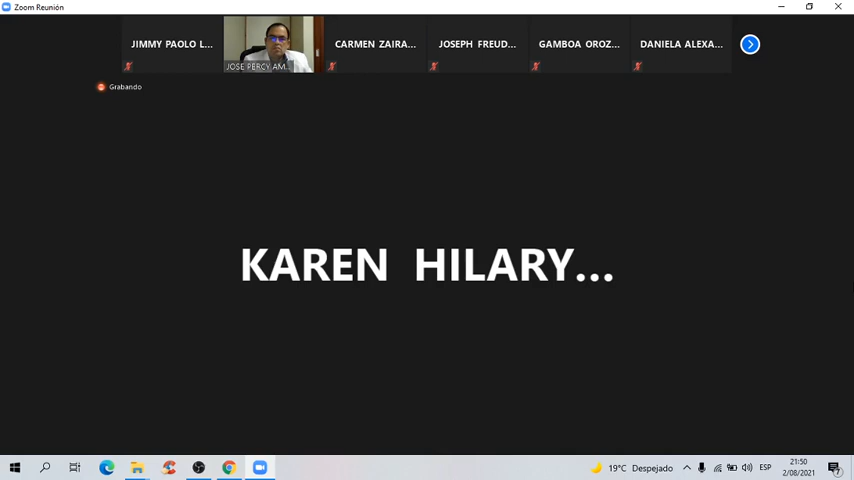 Zoom Reunión
JIMMY PAOLO L...
JOSE PERCY AM...
CARMEN ZAIRA...
JOSEPH FREUD...
GAMBOA OROZ...
DANIELA ALEXA...
Grabando
KAREN HILARY...
19°C Despejado
ESP
21:50
2/08/2021
7